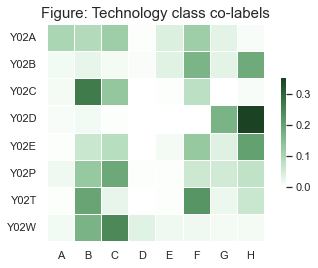 Figure: Technology class co-labels
Y02A
Y02B
Y02C
Y02D
Y02E
Y02P
Y02T
Y02W
A B C D E F G H
0.3
0.2
0.1
0.0